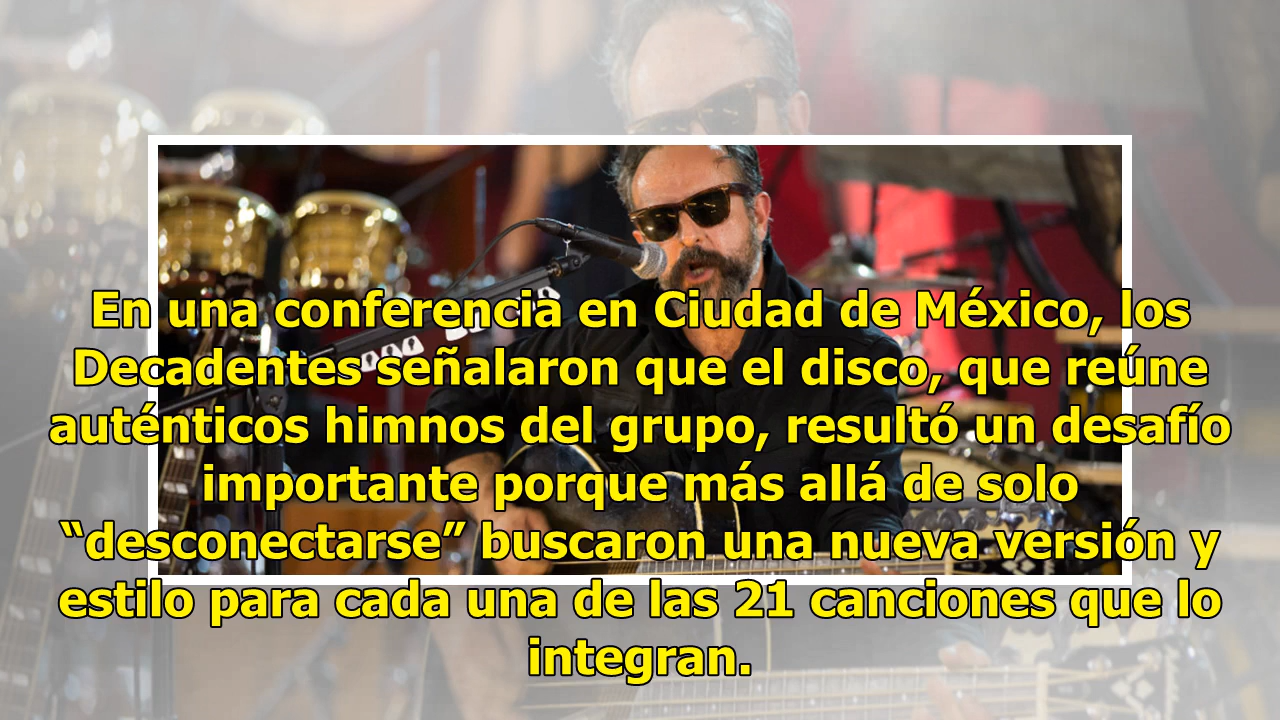 En una conferencia en Ciudad de México, los
Decadentes señalaron que el disco, que reúne
auténticos himnos del grupo, resultó un desafío
importante porque más allá de solo
“desconectarse” buscaron una nueva versión y
estilo para cada una de las 21 canciones que lo
integran.